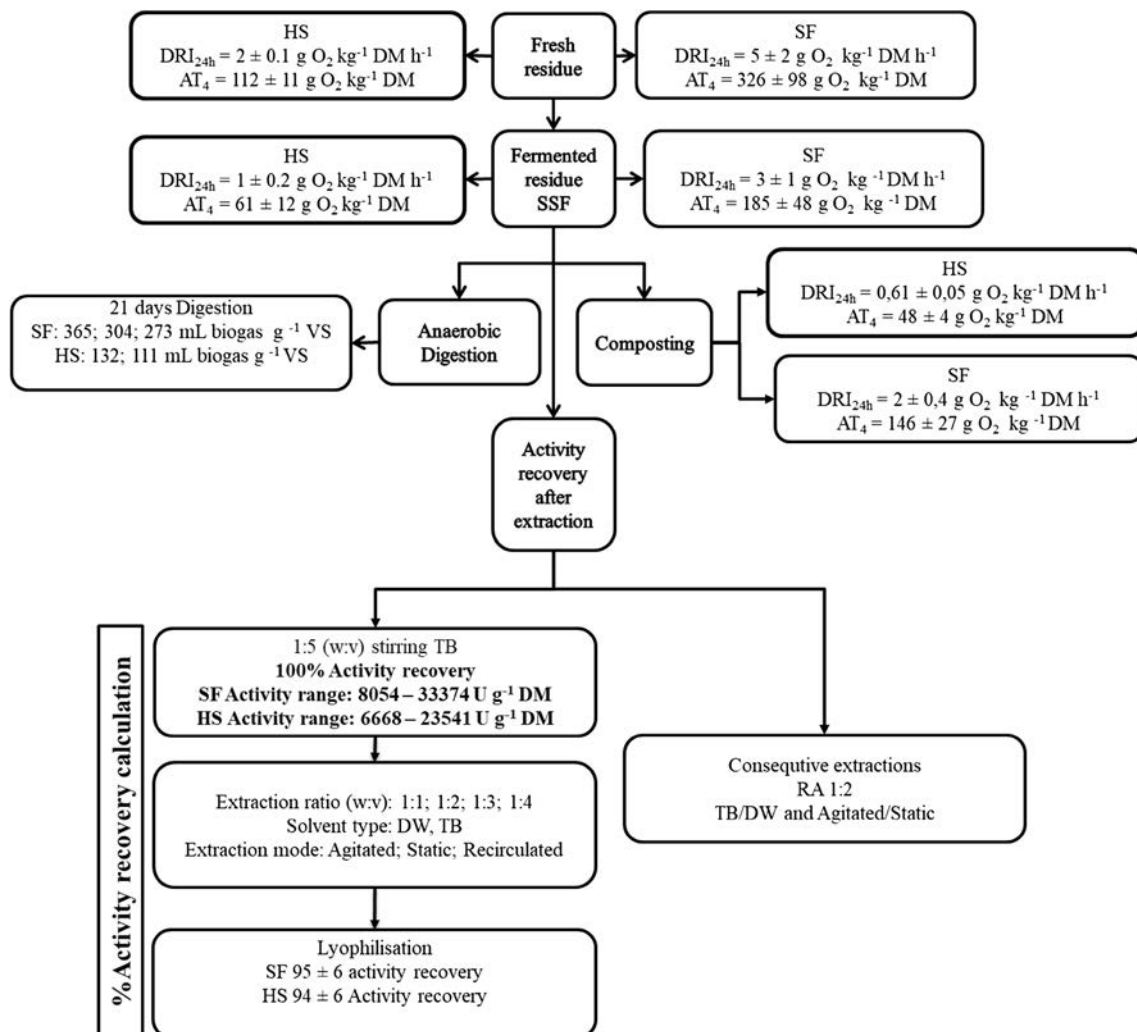 HS
DRI24h = 2 ± 0.1 g O2 kg-1 DM h-1
AT4 = 112 ± 11 g O2 kg-1 DM
Fresh
residue
SF
DRI24h = 5 ± 2 g O2 kg-1 DM h-1
AT4 = 326 ± 98 g O2 kg-1 DM
HS
DRI24h = 1 ± 0.2 g O2 kg-1 DM h-1
AT4 = 61 ± 12 g O2 kg-1 DM
Fermented
residue
SSF
SF
DRI24h = 3 ± 1 g O2 kg -1 DM h-1
AT4 = 185 ± 48 g O2 kg -1 DM
21 days Digestion
SF: 365; 304; 273 mL biogas g -1 VS
HS: 132; 111 mL biogas g -1 VS
Anaerobic
Digestion
Composting
HS
DRI24h = 0,61 ± 0,05 g O2 kg-1 DM h-1
AT4 = 48 ± 4 g O2 kg-1 DM
SF
DRI24h = 2 ± 0,4 g O2 kg -1 DM h-1
AT4 = 146 ± 27 g O2 kg -1 DM
Activity
recovery
after
extraction
%Activity recovery calculation
1:5 (w:v) stirring TB
100% Activity recovery
SF Activity range: 8054 – 33374 U g-1 DM
HS Activity range: 6668 – 23541 U g-1 DM
Extraction ratio (w:v): 1:1; 1:2; 1:3; 1:4
Solvent type: DW, TB
Extraction mode: Agitated; Static; Recirculated
Lyophilisation
SF 95 ± 6 activity recovery
HS 94 ± 6 Activity recovery
Consequtive extractions
RA 1:2
TB/DW and Agitated/Static